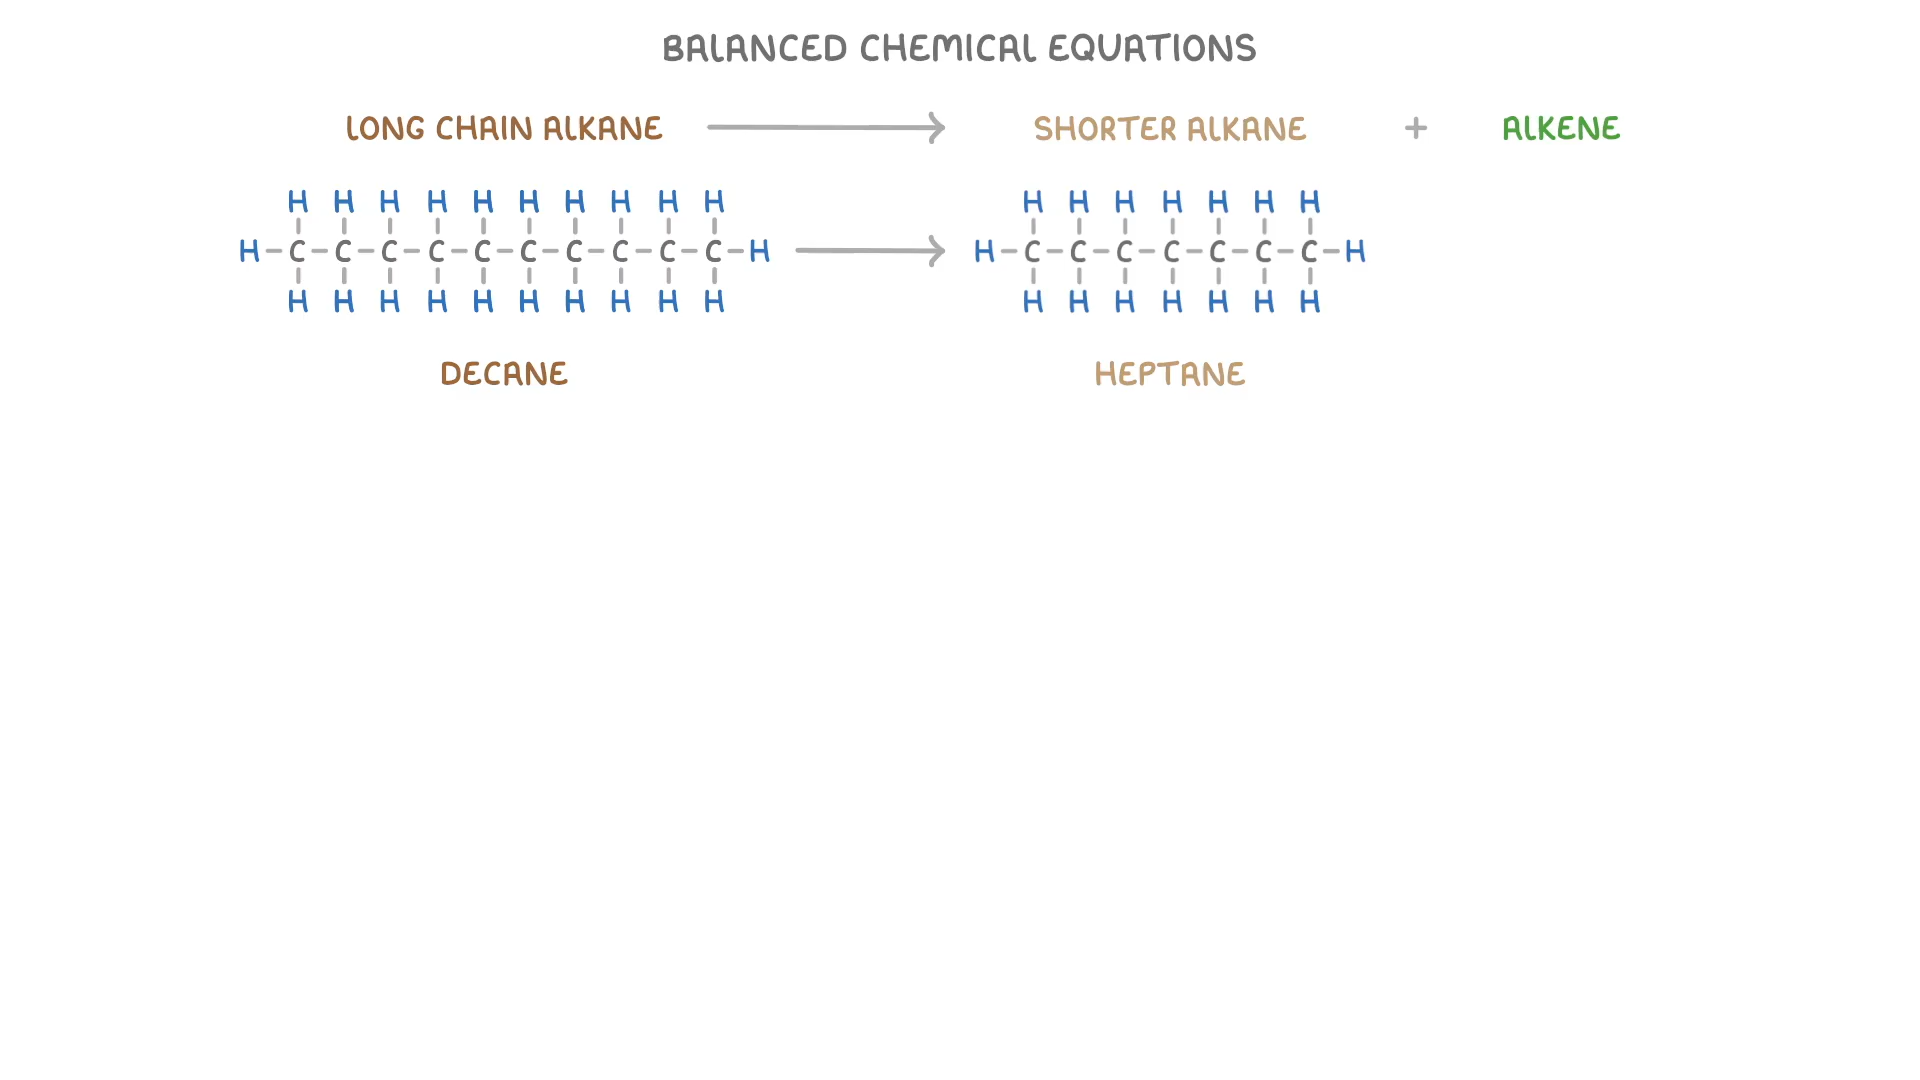 BALANCED CHEMICAL EQUATIONS
LONG CHAIN ALKANE → SHORTER ALKANE + ALKENE
H H H H H H H H H H H H H H H H H
H-C-C-C-C-C-C-C-C-C-C-H → H-C-C-C-C-C-C-C-H
H H H H H H H H H H H H H H H H H
DECANE HEPTANE